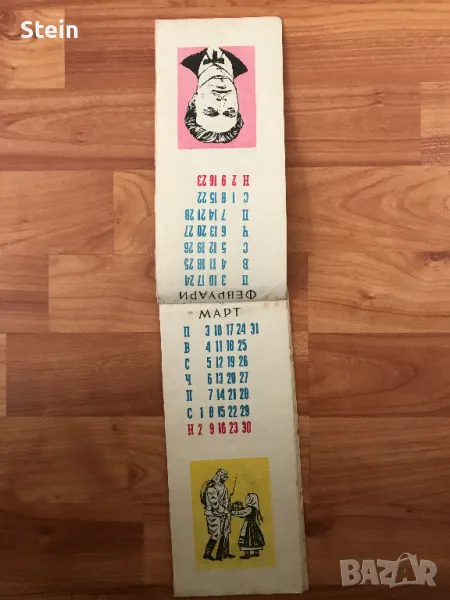 Stein
Н 2 9 16 23
С 1 8 15 22
П 7 14 21 28
Ч 6 13 20 27
С 5 12 19 26
В 4 11 18 25
П 3 10 17 24
ФЕВРУАРИ
МАРТ
П 3 10 17 24 31
В 4 11 18 25
С 5 12 19 26
Ч 6 13 20 27
П 7 14 21 28
С 1 8 15 22 29
Н 2 9 16 23 30
BAZAR